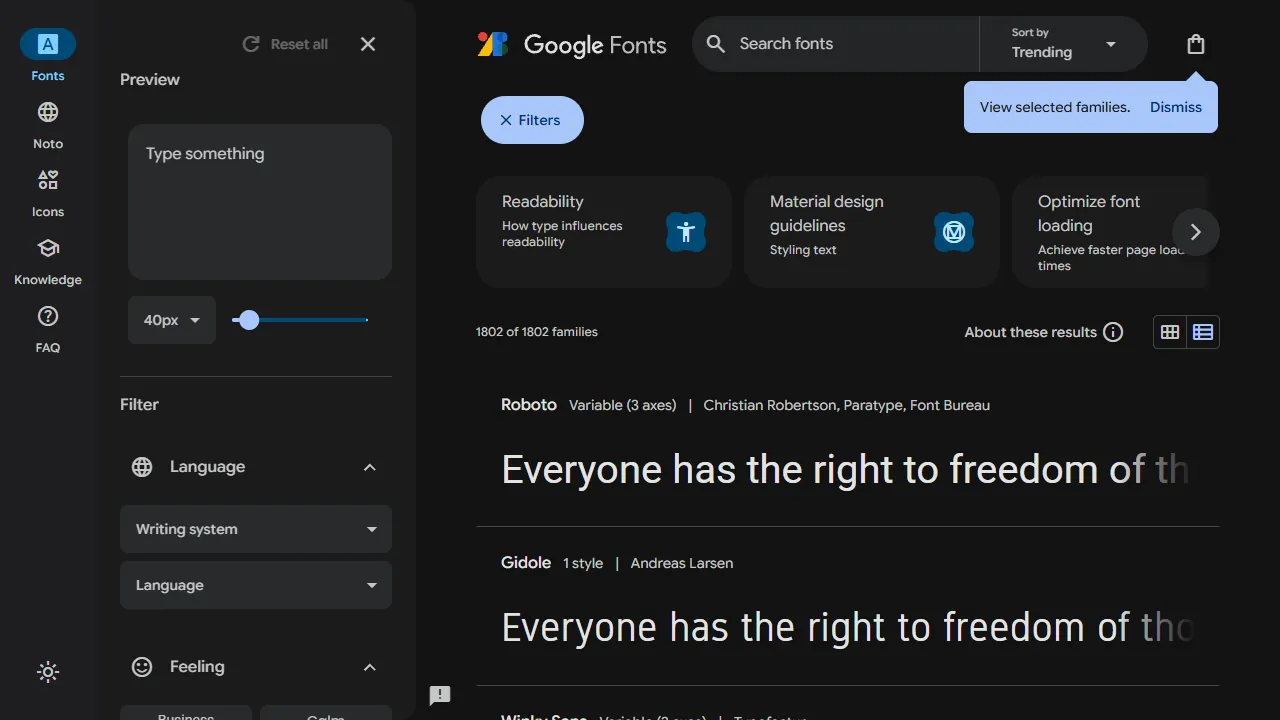 Fonts
Noto
Icons
Knowledge
FAQ
Reset all
Preview
Type something
40px
Filter
Language
Writing system
Language
Feeling
Business
Calm
Google Fonts
Search fonts
Sort by
Trending
View selected families. Dismiss
Filters
Readability
How type influences
readability
Material design
guidelines
Styling text
Optimize font
loading
Achieve faster page load
times
1802 of 1802 families
About these results
Roboto Variable (3 axes) | Christian Robertson, Paratype, Font Bureau
Everyone has the right to freedom of th
Gidole 1 style | Andreas Larsen
Everyone has the right to freedom of tho
Winky Sans Variable (2 axes) | Typofactur